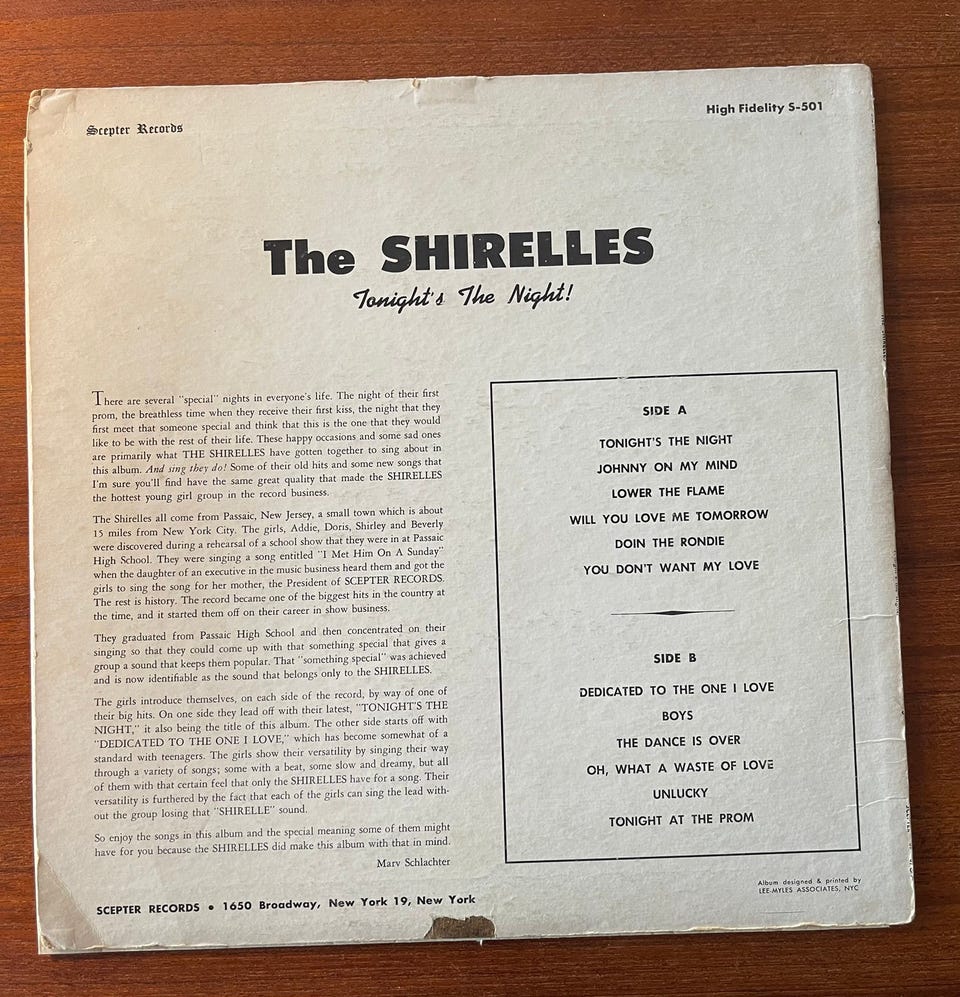 Scepter Records
High Fidelity S-501
The SHIRELLES
Tonight's The Night!
There are several "special" nights in everyone's life. The night of their first
prom, the breathless time when they receive their first kiss, the night that they
first meet that someone special and think that this is the one that they would
like to be with the rest of their life. These happy occasions and some sad ones
are primarily what THE SHIRELLES have gotten together to sing about in
this album. And sing they do! Some of their old hits and some new songs that
I'm sure you'll find have the same great quality that made the SHIRELLES
the hottest young girl group in the record business.
The Shirelles all come from Passaic, New Jersey, a small town which is about
15 miles from New York City. The girls, Addie, Doris, Shirley and Beverly
were discovered during a rehearsal of a school show that they were in at Passaic
High School. They were singing a song entitled "I Met Him On A Sunday"
when the daughter of an executive in the music business heard them and got the
girls to sing the song for her mother, the President of SCEPTER RECORDS.
The rest is history. The record became one of the biggest hits in the country at
the time, and it started them off on their career in show business.
They graduated from Passaic High School and then concentrated on their
singing so that they could come up with that something special that gives a
group a sound that keeps them popular. That "something special" was achieved
and is now identifiable as the sound that belongs only to the SHIRELLES.
The girls introduce themselves, on each side of the record, by way of one of
their big hits. On one side they lead off with their latest, "TONIGHT'S THE
NIGHT," it also being the title of this album. The other side starts off with
"DEDICATED TO THE ONE I LOVE," which has become somewhat of a
standard with teenagers. The girls show their versatility by singing their way
through a variety of songs; some with a beat, some slow and dreamy, but all
of them with that certain feel that only the SHIRELLES have for a song. Their
versatility is furthered by the fact that each of the girls can sing the lead with-
out the group losing that "SHIRELLE" sound.
So enjoy the songs in this album and the special meaning some of them might
have for you because the SHIRELLES did make this album with that in mind.
Marv Schlachter
SCEPTER RECORDS • 1650 Broadway, New York 19, New York
SIDE A
TONIGHT'S THE NIGHT
JOHNNY ON MY MIND
LOWER THE FLAME
WILL YOU LOVE ME TOMORROW
DOIN THE RONDIE
YOU DON'T WANT MY LOVE
SIDE B
DEDICATED TO THE ONE I LOVE
BOYS
THE DANCE IS OVER
OH, WHAT A WASTE OF LOVE
UNLUCKY
TONIGHT AT THE PROM
Album designed & printed by
LEE-MYLES ASSOCIATES, NYC